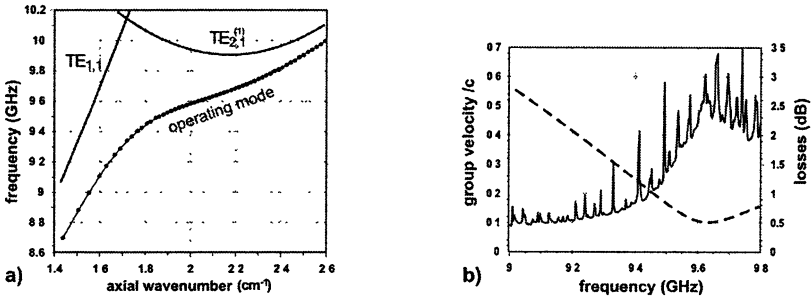 10.2
10
9.8
9.6
9.4
9.2
9
8.8
8.6
frequency (GHz)
TE1,1
TE2,1(1)
operating mode
1.4 1.6 1.8 2 2.2 2.4 2.6
axial wavenumber (cm-1)
a)
0.7
0.6
0.5
0.4
0.3
0.2
0.1
0
group velocity /c
3.5
3
2.5
2
1.5
1
0.5
0
losses (dB)
9 9.2 9.4 9.6 9.8
frequency (GHz)
b)